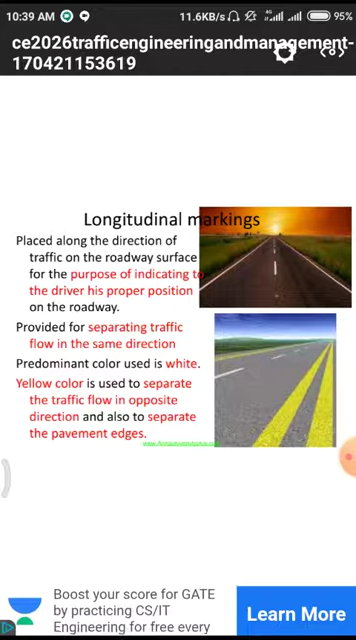 10:39 AM
11.6KB/s
4G
95%
ce2026trafficengineeringandmanagement-
170421153619
Longitudinal markings
Placed along the direction of
traffic on the roadway surface
for the purpose of indicating to
the driver his proper position
on the roadway.
Provided for separating traffic
flow in the same direction
Predominant color used is white.
Yellow color is used to separate
the traffic flow in opposite
direction and also to separate
the pavement edges.
Boost your score for GATE
by practicing CS/IT
Engineering for free every
Learn More